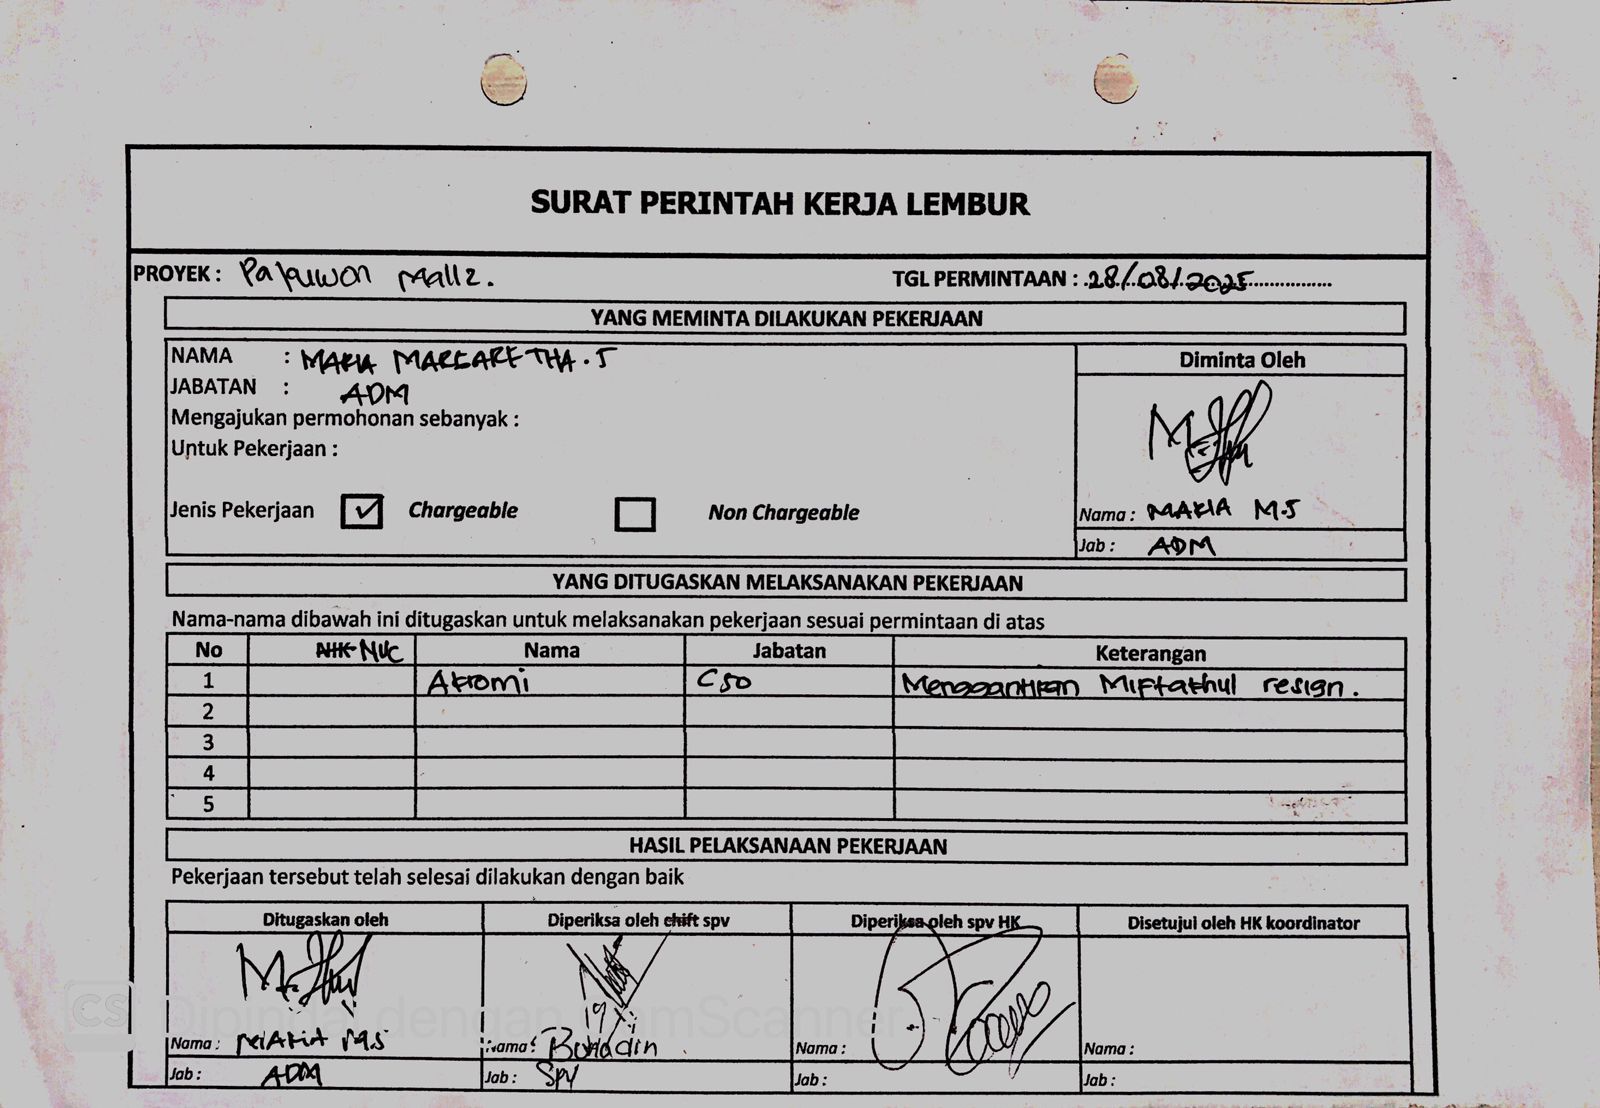 SURAT PERINTAH KERJA LEMBUR
PROYEK : Pakuwon Mall 2. TGL PERMINTAAN : 28/08/2025
YANG MEMINTA DILAKUKAN PEKERJAAN
NAMA : MARIA MARGARETHA. S Diminta Oleh
JABATAN : ADM
Mengajukan permohonan sebanyak :
Untuk Pekerjaan :
Jenis Pekerjaan ✓ Chargeable Non Chargeable
Nama : MARIA M.S
Jab : ADM
YANG DITUGASKAN MELAKSANAKAN PEKERJAAN
Nama-nama dibawah ini ditugaskan untuk melaksanakan pekerjaan sesuai permintaan di atas
No NIK NUC Nama Jabatan Keterangan
1 Akromi CSO Menggantikan Miftathul resign.
2
3
4
5
HASIL PELAKSANAAN PEKERJAAN
Pekerjaan tersebut telah selesai dilakukan dengan baik
Ditugaskan oleh Diperiksa oleh chift spv Diperiksa oleh spv HK Disetujui oleh HK koordinator
Nama : MARIA M.S Nama : Buhadin Nama : Nama :
Jab : ADM Jab : SPV Jab : Jab :
CS Dipindai dengan CamScanner